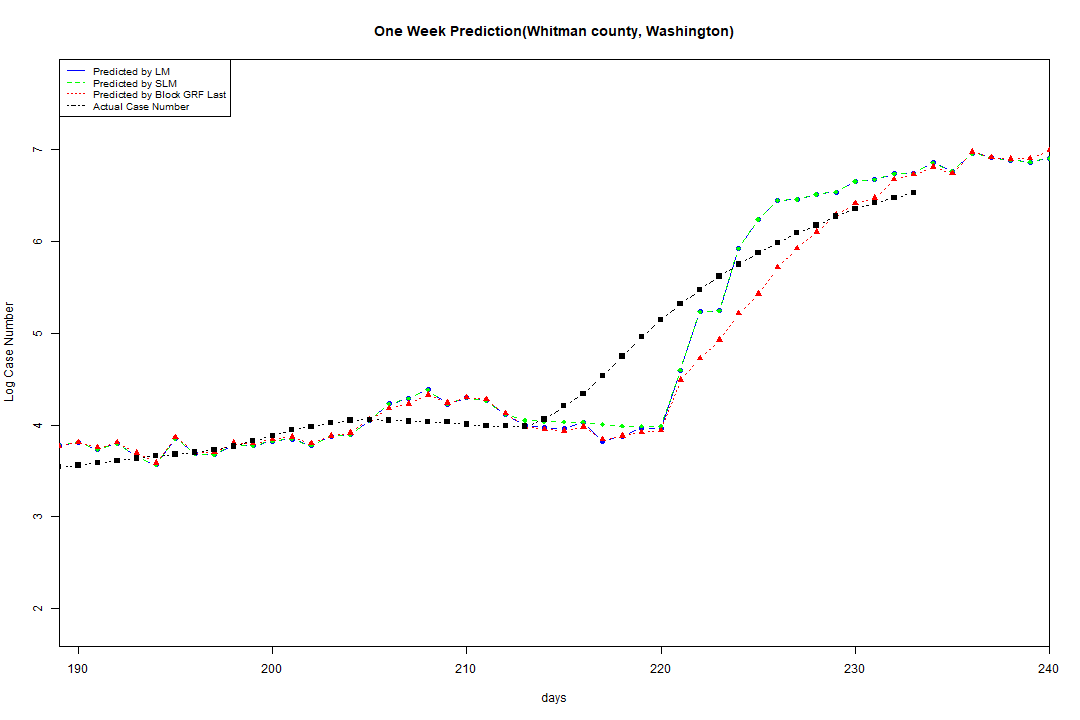 One Week Prediction(Whitman county, Washington)
Predicted by LM
Predicted by SLM
Predicted by Block GRF Last
Actual Case Number
7
6
5
4
3
2
Log Case Number
190 200 210 220 230 240
days